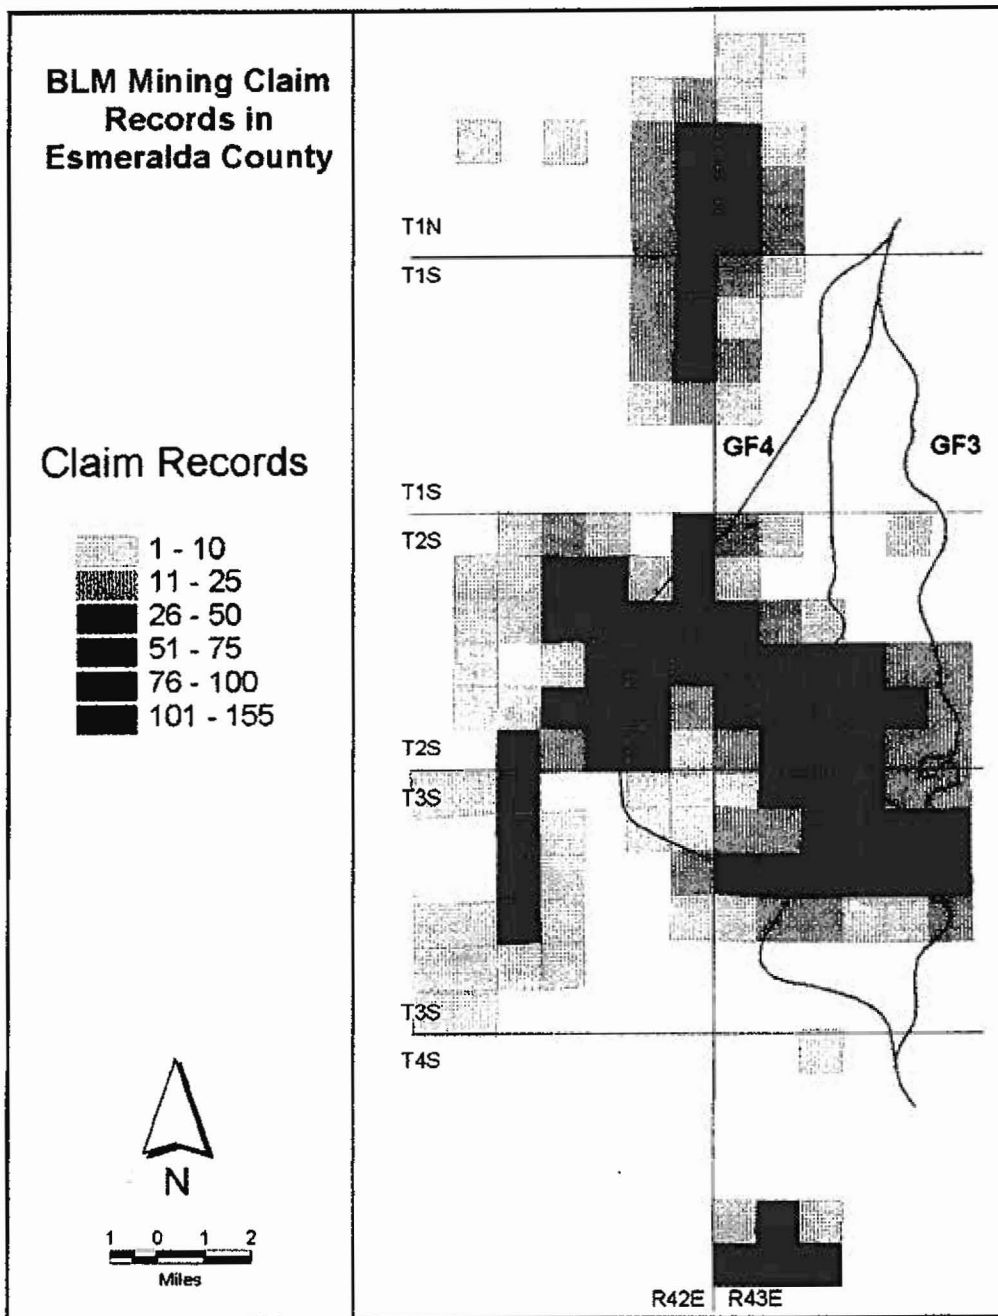 BLM Mining Claim
Records in
Esmeralda County
Claim Records
1 - 10
11 - 25
26 - 50
51 - 75
76 - 100
101 - 155
N
1 0 1 2
Miles
T1N
T1S
GF4 GF3
T1S
T2S
T2S
T3S
T3S
T4S
R42E R43E